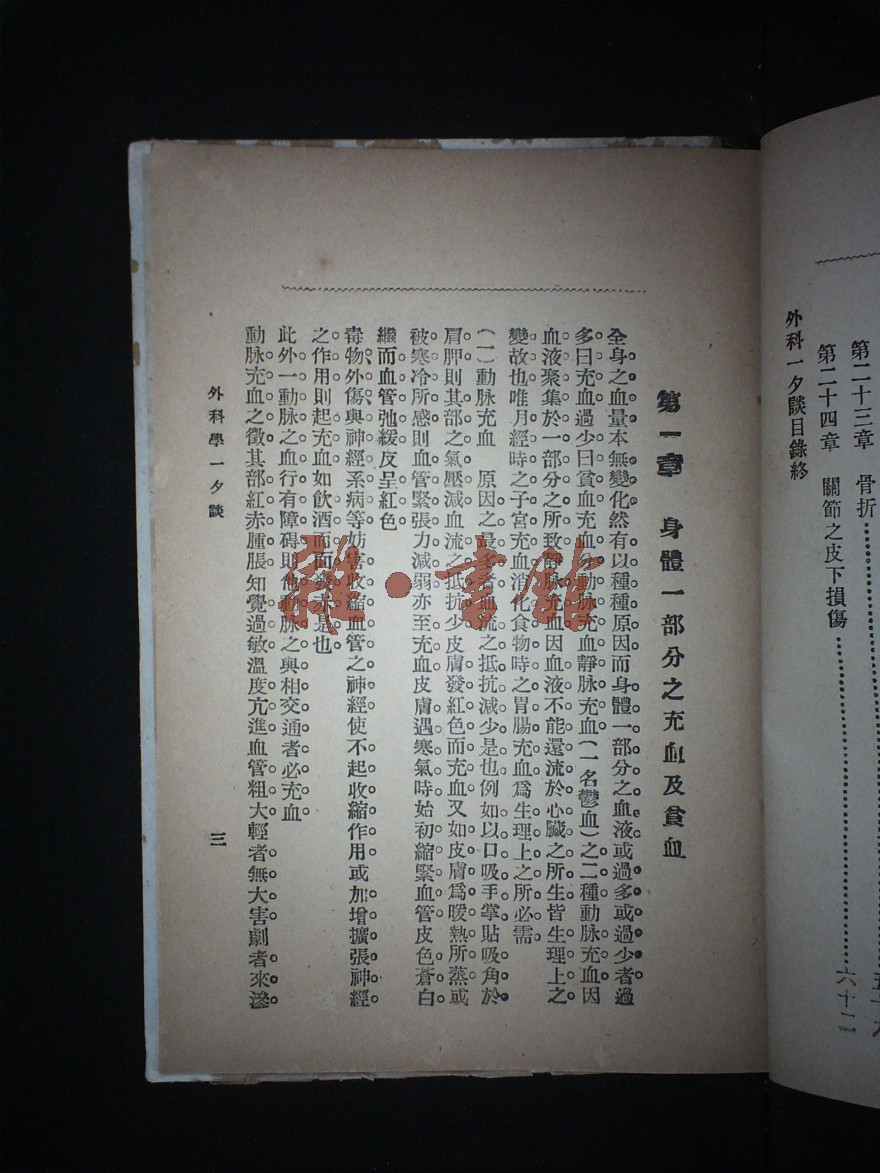 第二十三章 骨折
第二十四章 關節之皮下損傷……六十二
外科一夕談目錄終
第一章 身體一部分之充血及貧血
全身之血量本無變化然有以種種原因而身體一部分之血液或過多或過少者過
多曰充血過少曰貧血充血分動脈充血靜脈充血(一名鬱血)之二種動脈充血因
血液聚集於一部分之所致靜脈充血因血液不能還流於心臟之所生皆生理上之
變故也唯月經時之子宮充血消化食物時之胃腸充血爲生理上之所必需。
(一)動脈充血 原因之最多者血流之抵抗減少是也例如以口吸手掌貼吸角於
肩胛則其部之氣壓減血流之抵抗少皮膚發紅色而充血又如皮膚爲暖熱所蒸或
被寒冷所感則血管緊張力減弱亦至充血皮膚遇寒氣時始初縮緊血管皮色蒼白
繼而血管弛緩皮呈紅色
毒物外傷與神經系病等妨害收縮血管之神經使不起收縮作用或加增擴張神經
之作用則起充血如飲酒而面發赤是也
此外一動脈之血行有障碍則他動脈之與相交通者必充血。
動脈充血之徵其部紅赤腫脹知覺過敏溫度亢進血管粗大輕者無大害劇者來滲
外科學一夕談
三
雅·書館